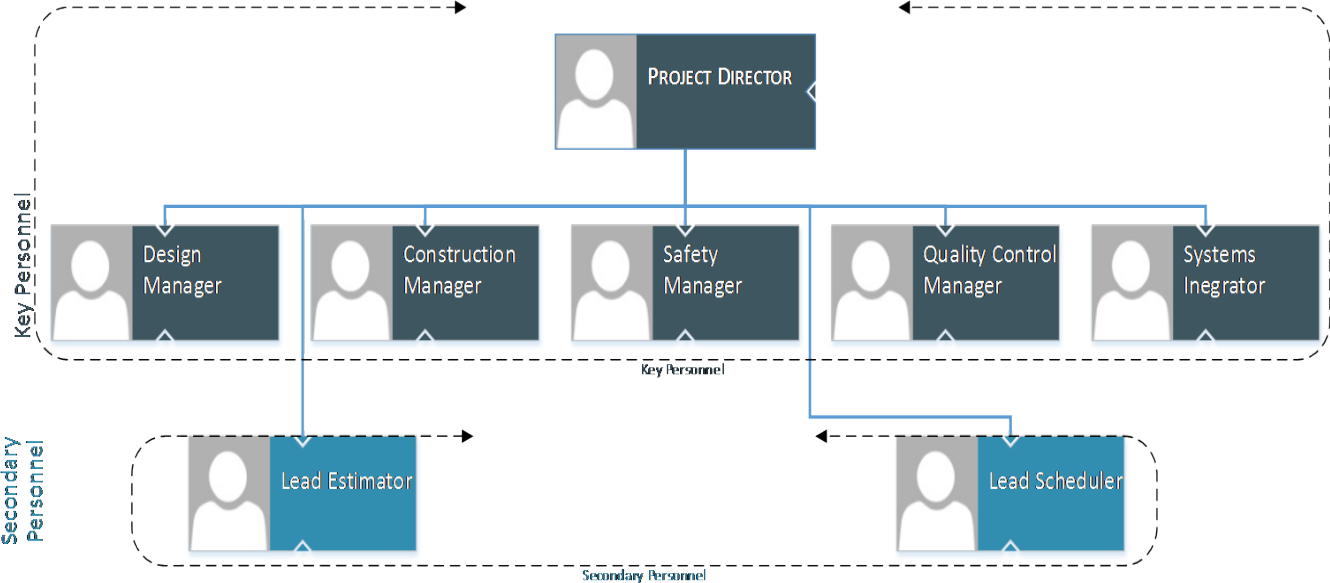 PROJECT DIRECTOR
Key Personnel
Design
Manager
Construction
Manager
Safety
Manager
Quality Control
Manager
Systems
Inegrator
Key Personnel
Secondary
Personnel
Lead Estimator
Lead Scheduler
Secondary Personnel